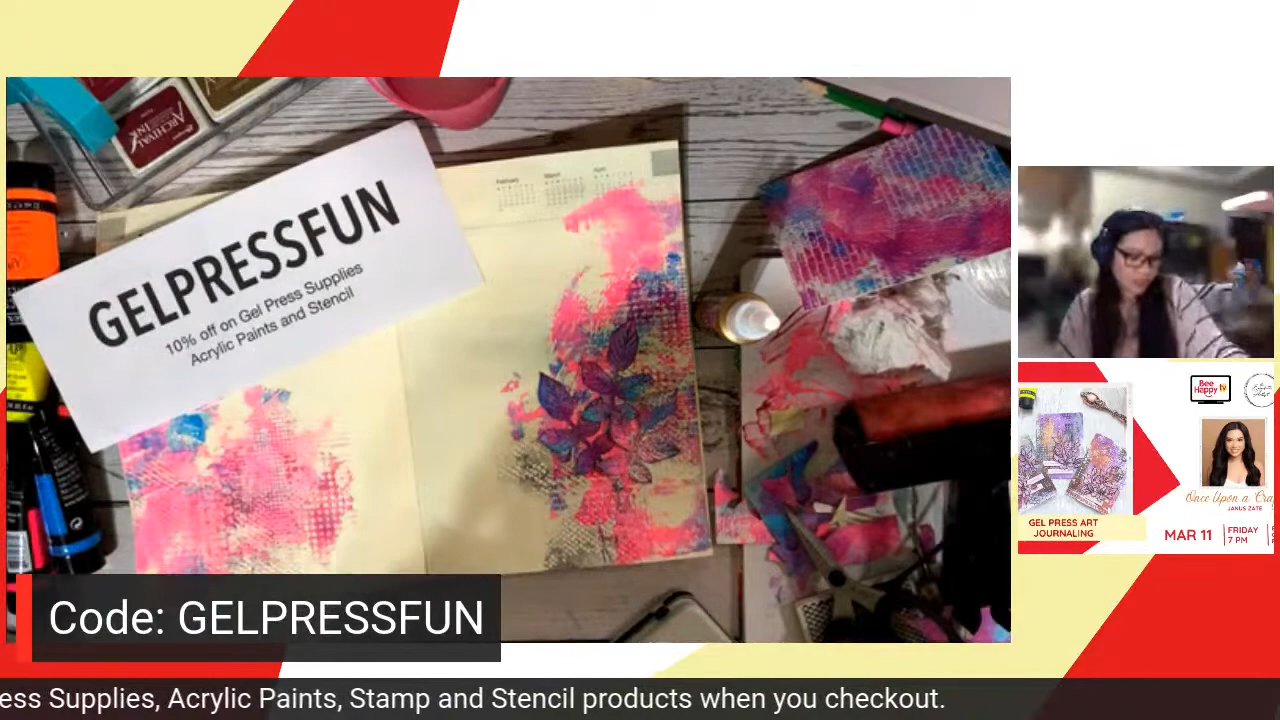 ARCHIVAL
INK
February
March
April
GELPRESSFUN
10% off on Gel Press Supplies
Acrylic Paints and Stencil
Bee
Happy tv
Once Upon a Cra
JANUS ZATE
GEL PRESS ART
JOURNALING
MAR 11
FRIDAY
7 PM
Code: GELPRESSFUN
ess Supplies, Acrylic Paints, Stamp and Stencil products when you checkout.